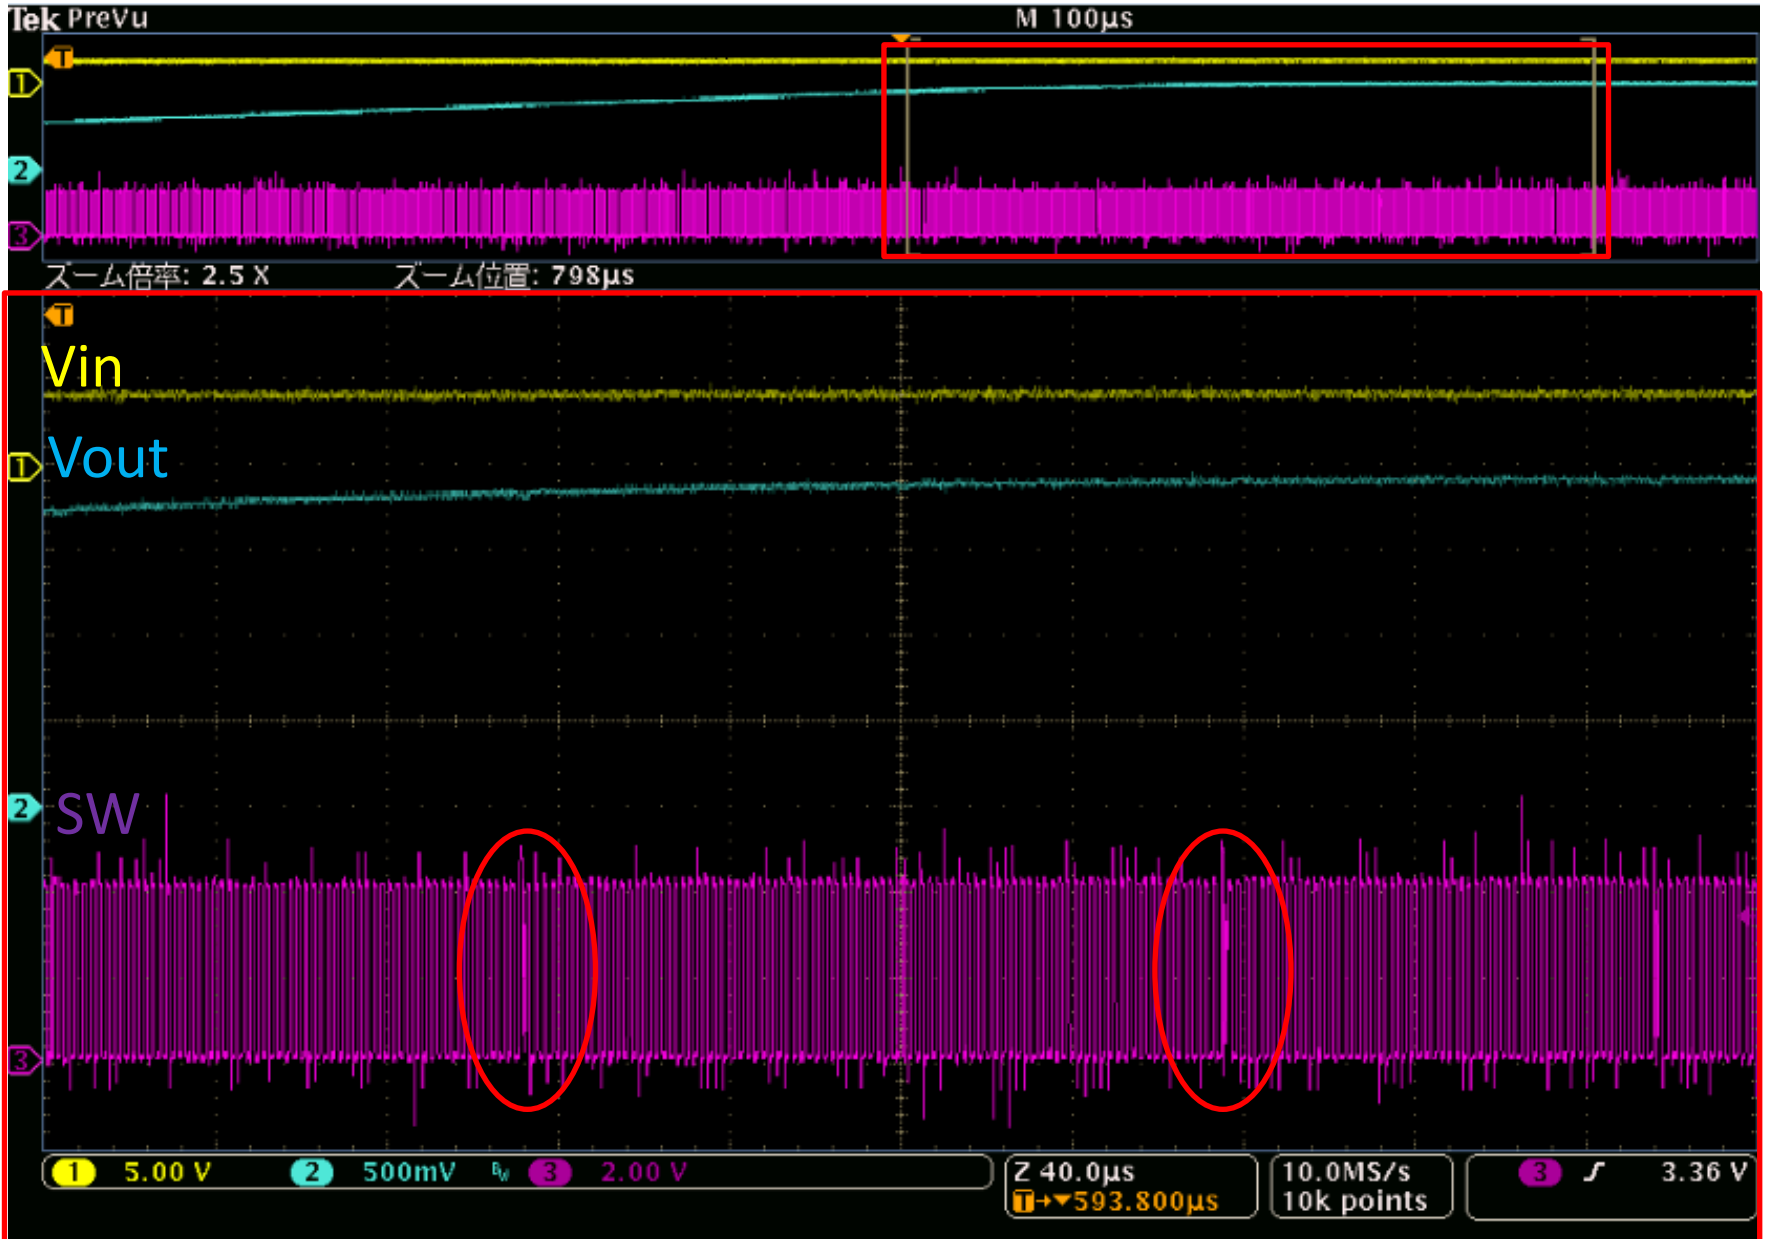 Tek PreVu M 100µs
T
1
2
3
ズーム倍率: 2.5 X ズーム位置: 798µs
T
Vin
1 Vout
2 SW
3
1 5.00 V 2 500mV BW 3 2.00 V Z 40.0µs 10.0MS/s 3 3.36 V
T→▼593.800µs 10k points